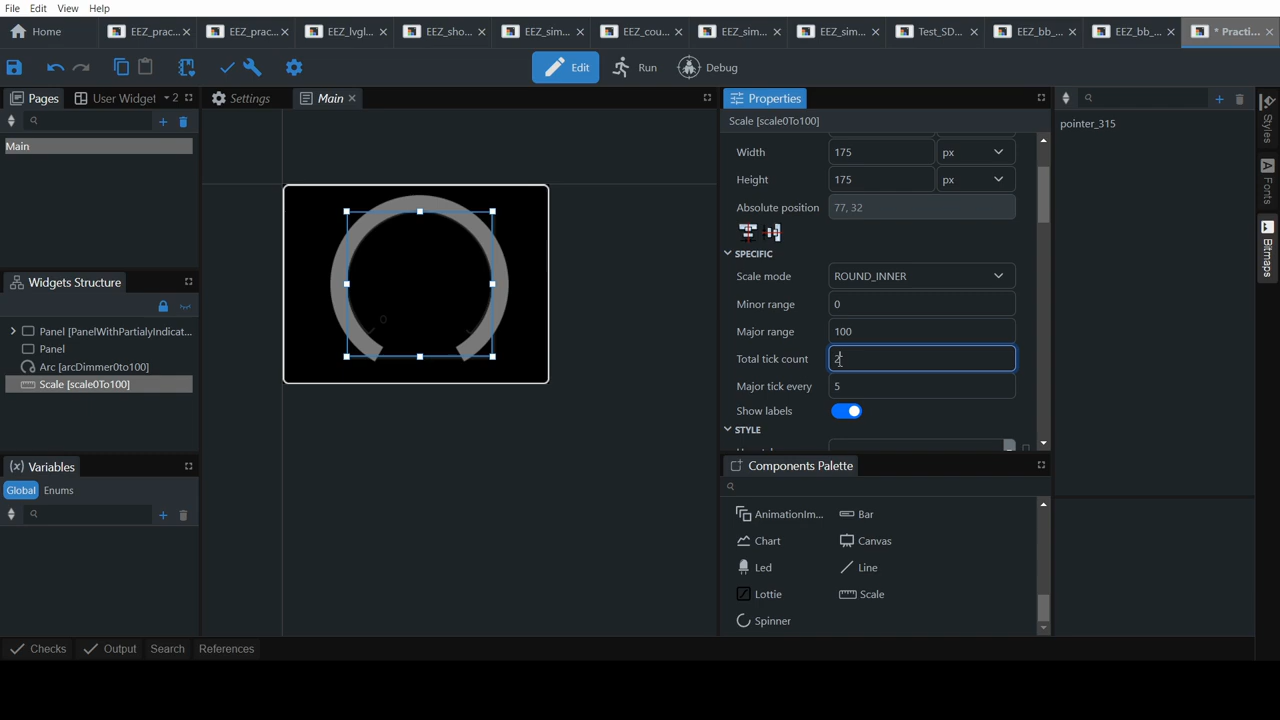 File Edit View Help
Home EEZ_prac... EEZ_prac... EEZ_lvgl... EEZ_sho... EEZ_sim... EEZ_cou... EEZ_sim... EEZ_sim... Test_SD... EEZ_bb_... EEZ_bb_... * Practi...
Edit Run Debug
Pages User Widget 2 Settings Main Properties
Scale [scale0To100]
pointer_315
Main
Width 175 px
Height 175 px
Absolute position 77, 32
SPECIFIC
Scale mode ROUND_INNER
Minor range 0
Major range 100
Total tick count 2
Major tick every 5
Show labels
STYLE
Widgets Structure
Panel [PanelWithPartialyIndicat...
Panel
Arc [arcDimmer0to100]
Scale [scale0To100]
0
Variables
Global Enums
Components Palette
AnimationIm... Bar
Chart Canvas
Led Line
Lottie Scale
Spinner
Styles
Fonts
Bitmaps
Checks Output Search References